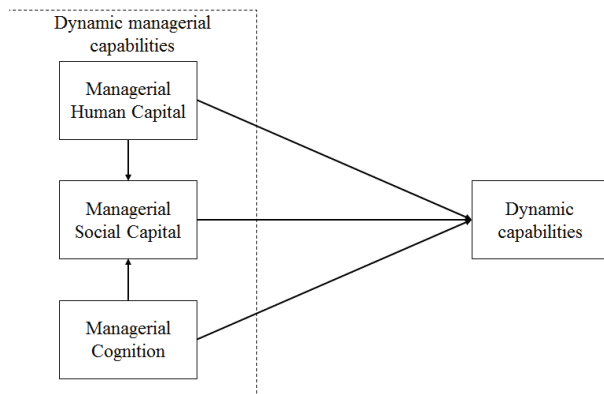 Dynamic managerial
capabilities
Managerial
Human Capital
Managerial
Social Capital
Dynamic
capabilities
Managerial
Cognition